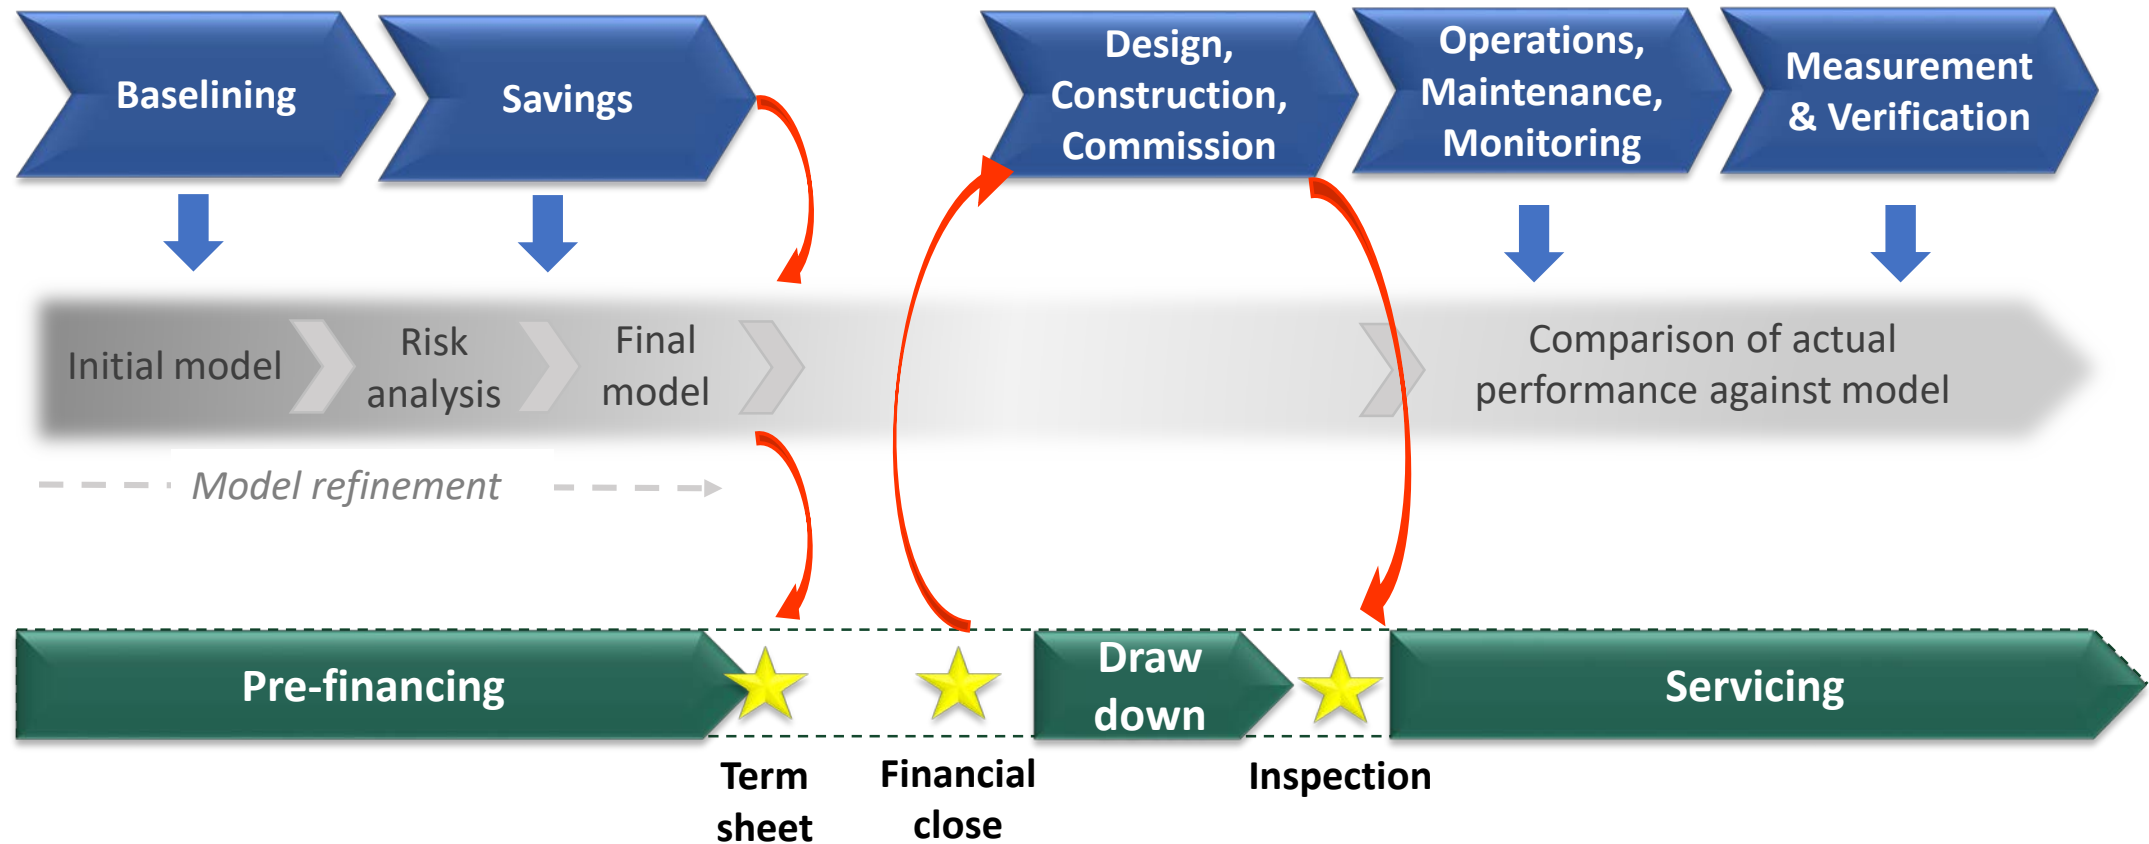 Baselining
Savings
Design,
Construction,
Commission
Operations,
Maintenance,
Monitoring
Measurement
& Verification
Initial model
Risk
analysis
Final
model
Comparison of actual
performance against model
Model refinement
Pre-financing
Draw
down
Servicing
Term
sheet
Financial
close
Inspection